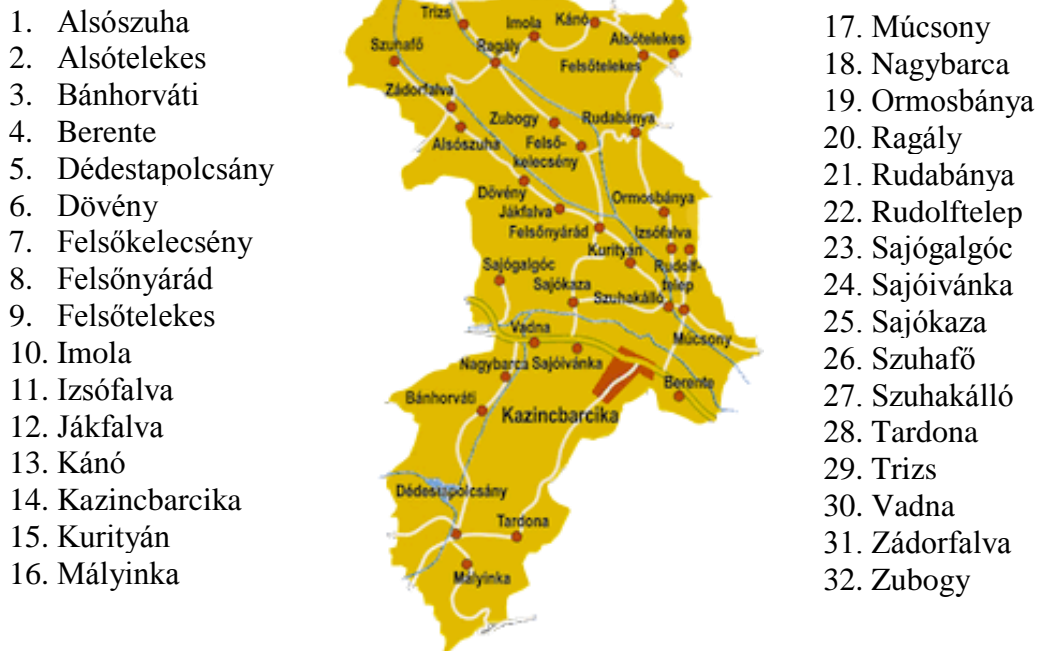 1. Alsószuha
2. Alsótelekes
3. Bánhorváti
4. Berente
5. Dédestapolcsány
6. Dövény
7. Felsőkelecsény
8. Felsőnyárád
9. Felsőtelekes
10. Imola
11. Izsófalva
12. Jákfalva
13. Kánó
14. Kazincbarcika
15. Kurityán
16. Mályinka
Trizs
Imola
Kánó
Szuhafő
Ragály
Alsótelekes
Felsőtelekes
Zádorfalva
Zubogy
Rudabánya
Alsószuha
Felső-
kelecsény
Dövény
Ormosbánya
Jákfalva
Felsőnyárád
Izsófalva
Kurityán
Sajógalgóc
Rudolf-
telep
Sajókaza
Szuhakálló
Vadna
Múcsony
Nagybarca
Sajóivánka
Berente
Bánhorváti
Kazincbarcika
Dédestapolcsány
Tardona
Mályinka
17. Múcsony
18. Nagybarca
19. Ormosbánya
20. Ragály
21. Rudabánya
22. Rudolftelep
23. Sajógalgóc
24. Sajóivánka
25. Sajókaza
26. Szuhafő
27. Szuhakálló
28. Tardona
29. Trizs
30. Vadna
31. Zádorfalva
32. Zubogy